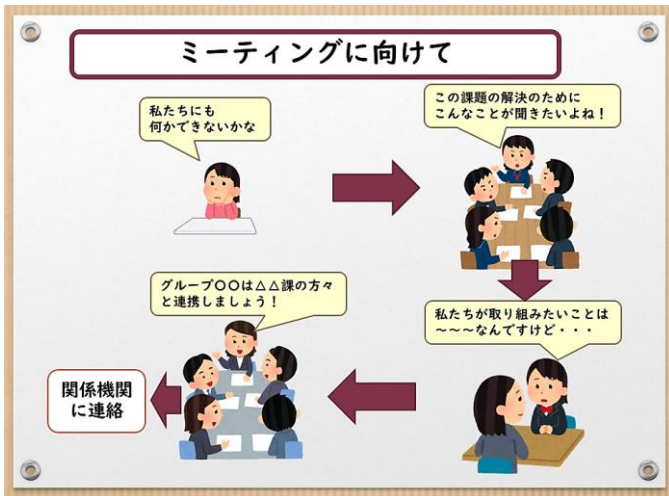 ミーティングに向けて
私たちにも
何かできないかな
この課題の解決のために
こんなことが聞きたいよね！
私たちが取り組みたいことは
～～～なんですけど・・・
グループ〇〇は△△課の方々
と連携しましょう！
関係機関
に連絡